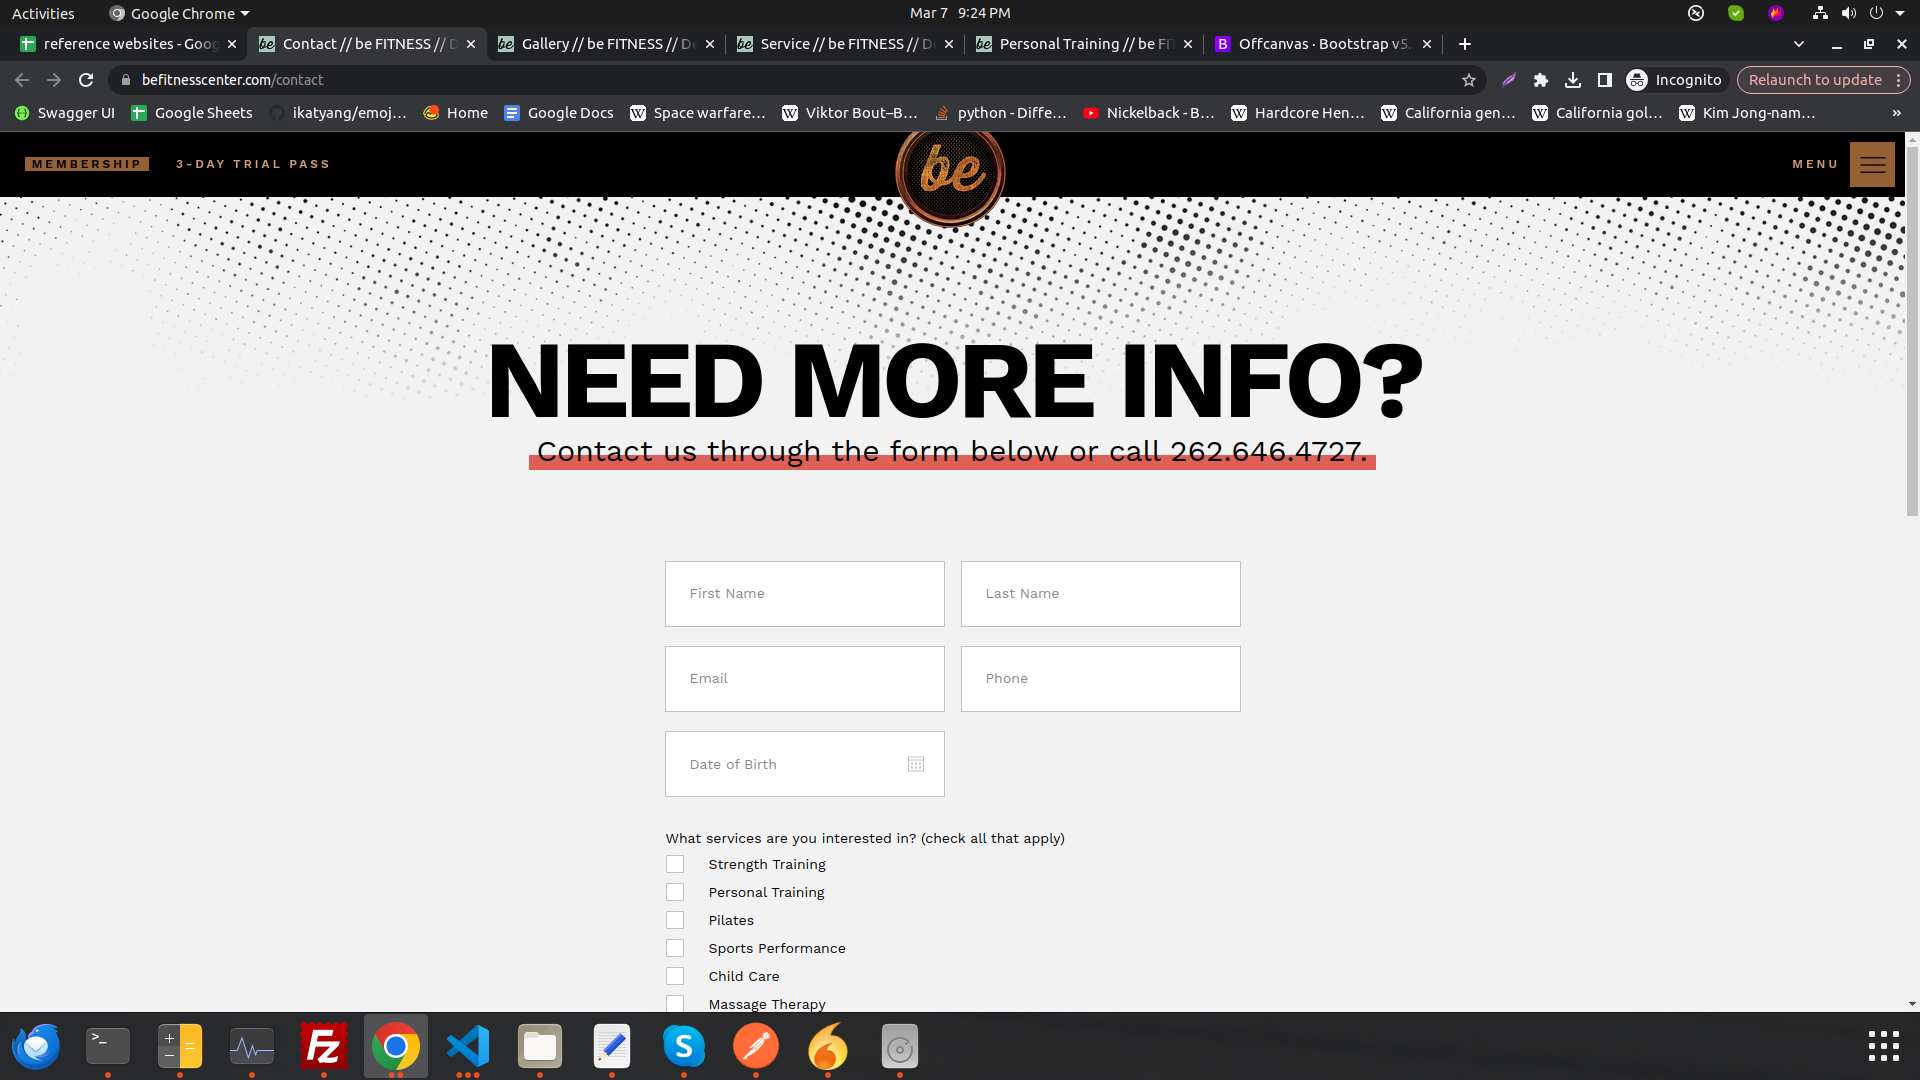 Activities
Google Chrome
Mar 7 9:24 PM
reference websites - Goog
Contact // be FITNESS // D
Gallery // be FITNESS // De
Service // be FITNESS // De
Personal Training // be FI
Offcanvas · Bootstrap v5.
befitnesscenter.com/contact
Incognito
Relaunch to update
Swagger UI
Google Sheets
ikatyang/emoj...
Home
Google Docs
Space warfare...
Viktor Bout–B...
python - Diffe...
Nickelback - B...
Hardcore Hen...
California gen...
California gol...
Kim Jong-nam...
MEMBERSHIP
3-DAY TRIAL PASS
be
MENU
NEED MORE INFO?
Contact us through the form below or call 262.646.4727.
First Name
Last Name
Email
Phone
Date of Birth
What services are you interested in? (check all that apply)
Strength Training
Personal Training
Pilates
Sports Performance
Child Care
Massage Therapy